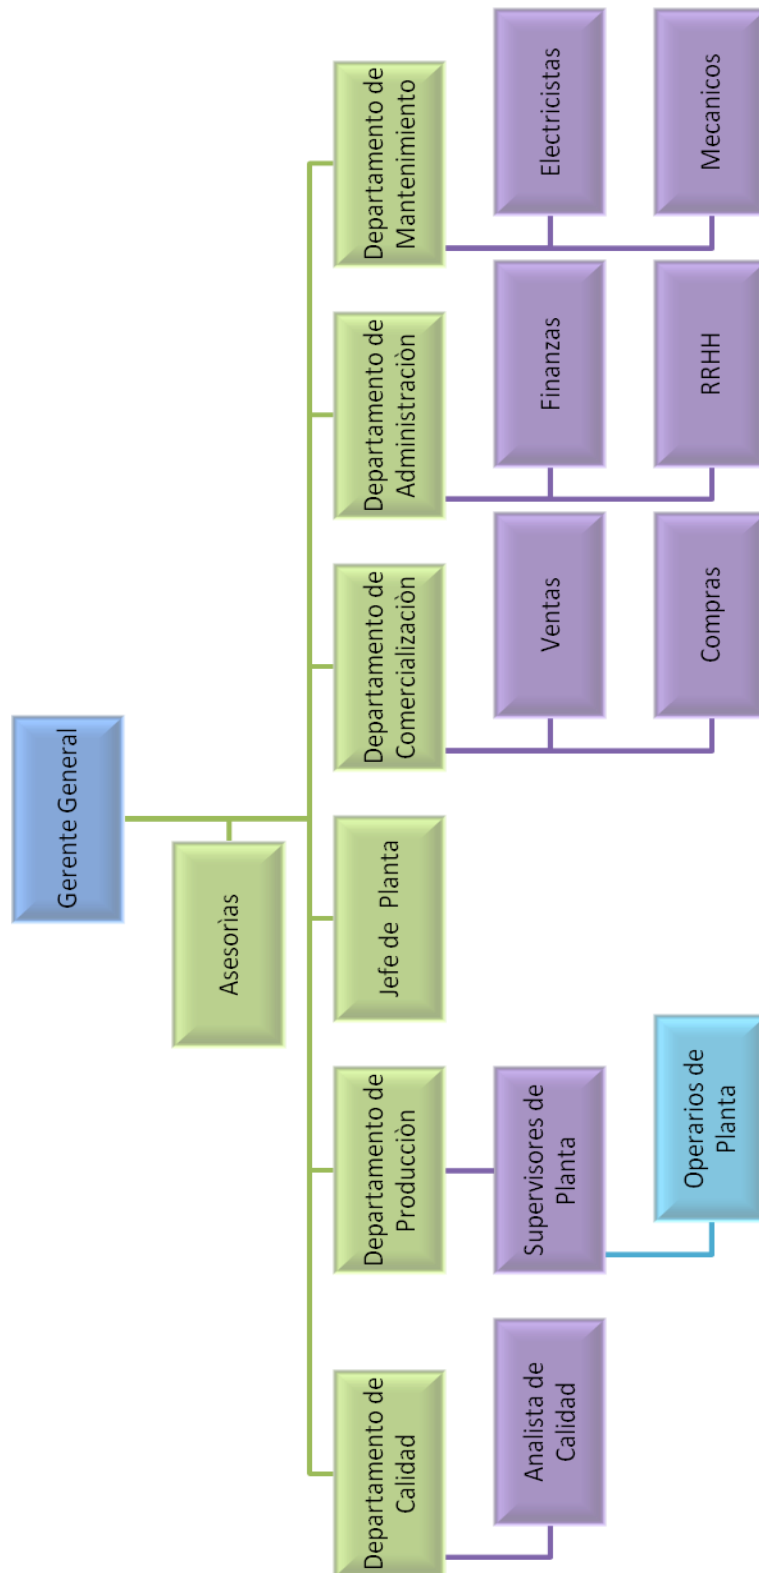 Gerente General
Asesorìas
Departamento de
Calidad
Departamento de
Producciòn
Jefe de Planta
Departamento de
Comercializaciòn
Departamento de
Administraciòn
Departamento de
Mantenimiento
Analista de
Calidad
Supervisores de
Planta
Ventas
Finanzas
Electricistas
Operarios de
Planta
Compras
RRHH
Mecanicos